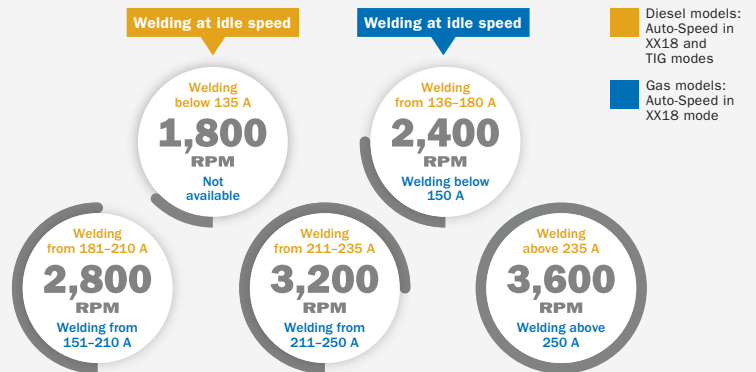 Welding at idle speed
Welding at idle speed
Diesel models:
Auto-Speed in
XX18 and
TIG modes
Gas models:
Auto-Speed in
XX18 mode
Welding
below 135 A
1,800
RPM
Not
available
Welding
from 136–180 A
2,400
RPM
Welding below
150 A
Welding
from 181–210 A
2,800
RPM
Welding from
151–210 A
Welding
from 211–235 A
3,200
RPM
Welding from
211–250 A
Welding
above 235 A
3,600
RPM
Welding above
250 A